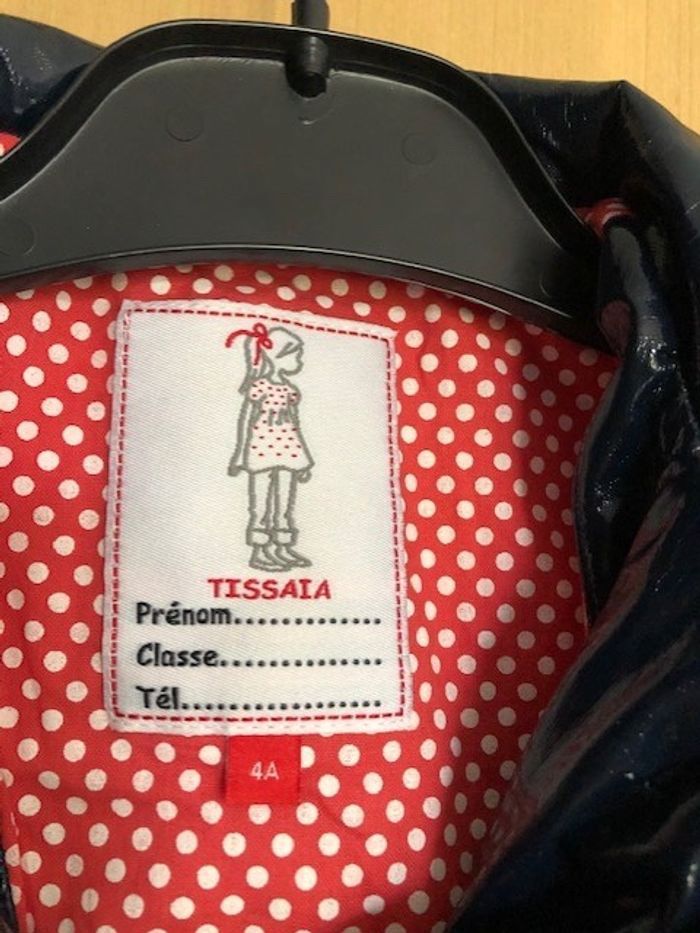 TISSAIA
Prénom.............
Classe..............
Tél.................
4A